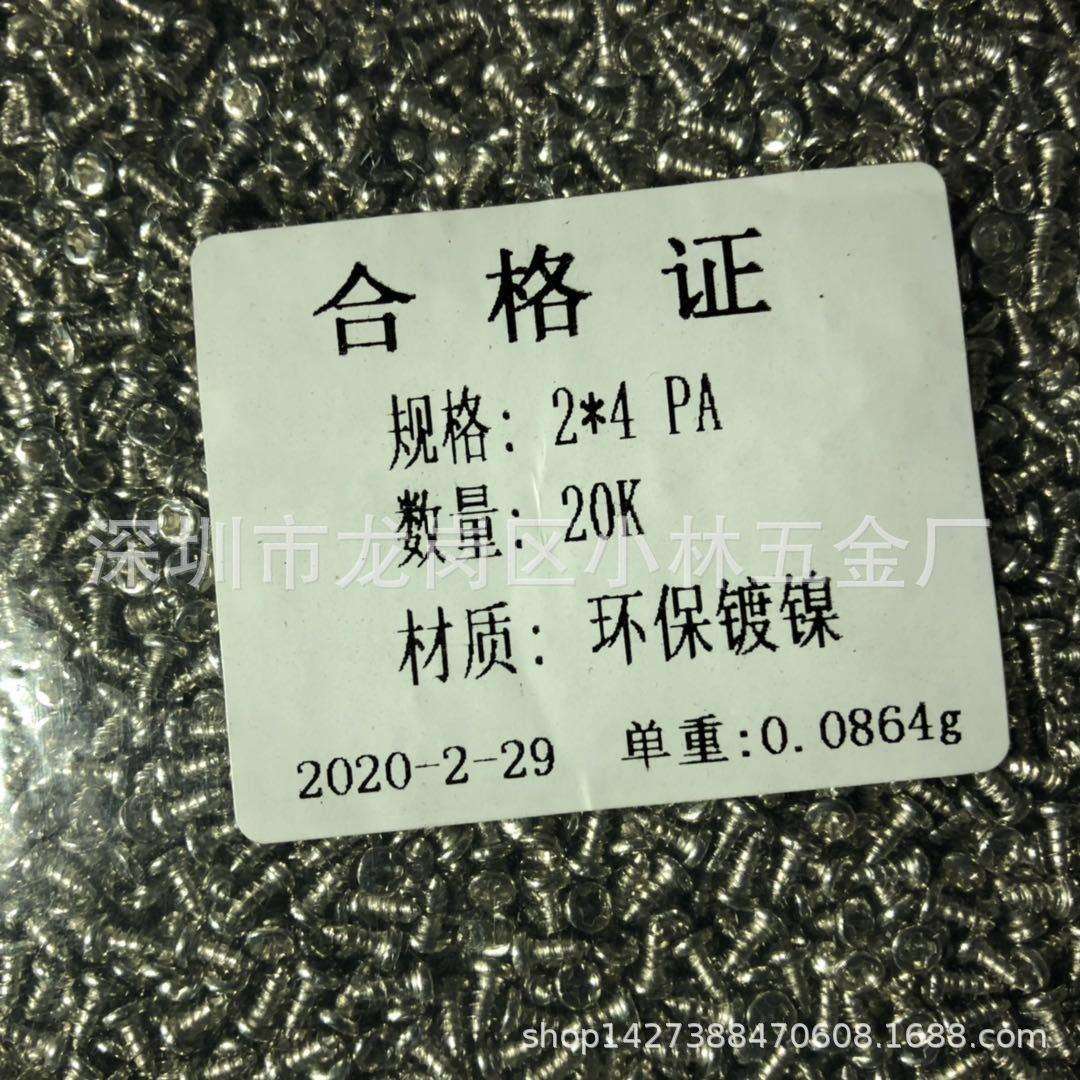 合格证
规格: 2*4 PA
数量: 20K
深圳市龙岗区小林五金厂
材质: 环保镀镍
2020-2-29 单重:0.0864g
shop1427388470608.1688.com